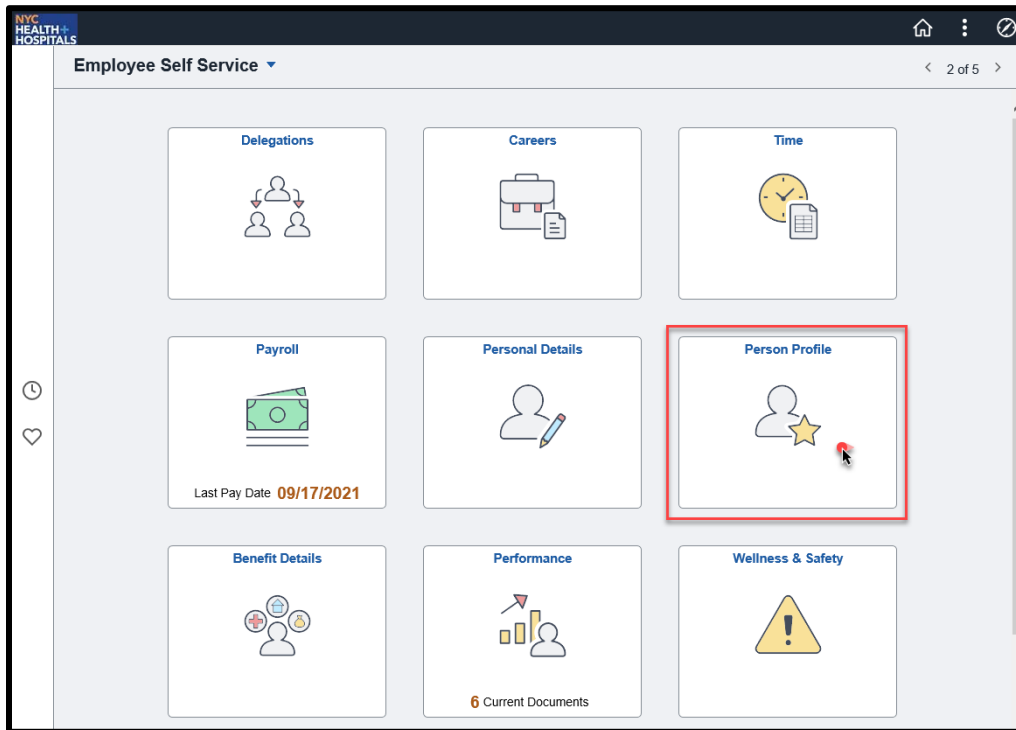 NYC
HEALTH+
HOSPITALS
Employee Self Service
2 of 5
Delegations
Careers
Time
Payroll
Last Pay Date 09/17/2021
Personal Details
Person Profile
Benefit Details
Performance
6 Current Documents
Wellness & Safety